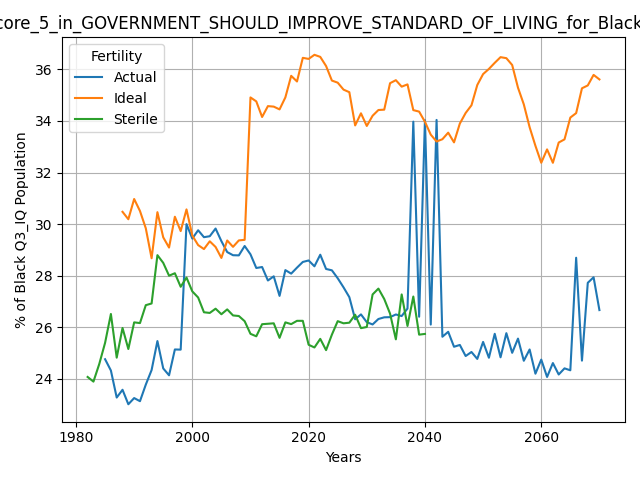 core_5_in_GOVERNMENT_SHOULD_IMPROVE_STANDARD_OF_LIVING_for_Black
Fertility
Actual
Ideal
Sterile
36
34
32
30
28
26
24
% of Black Q3_IQ Population
1980
2000
2020
2040
2060
Years